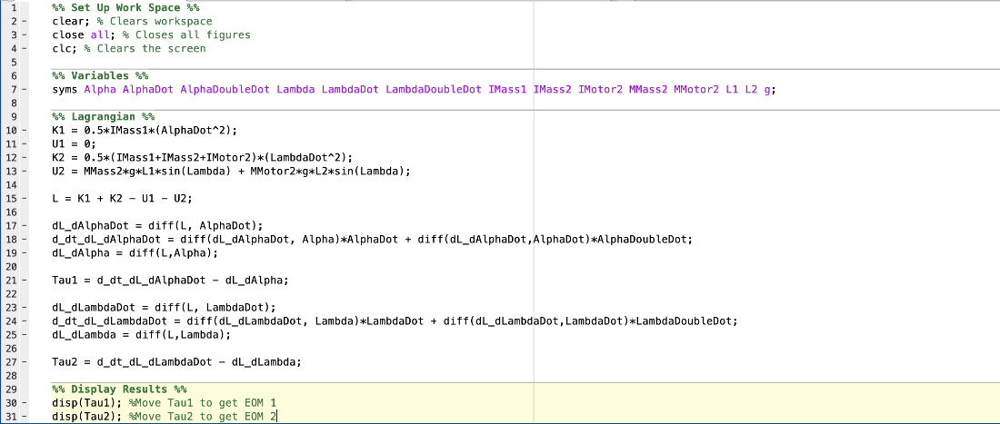 1 %% Set Up Work Space %%
2 - clear; % Clears workspace
3 - close all; % Closes all figures
4 - clc; % Clears the screen
5
6 %% Variables %%
7 - syms Alpha AlphaDot AlphaDoubleDot Lambda LambdaDot LambdaDoubleDot IMass1 IMass2 IMotor2 MMass2 MMotor2 L1 L2 g;
8
9 %% Lagrangian %%
10 - K1 = 0.5*IMass1*(AlphaDot^2);
11 - U1 = 0;
12 - K2 = 0.5*(IMass1+IMass2+IMotor2)*(LambdaDot^2);
13 - U2 = MMass2*g*L1*sin(Lambda) + MMotor2*g*L2*sin(Lambda);
14
15 - L = K1 + K2 - U1 - U2;
16
17 - dL_dAlphaDot = diff(L, AlphaDot);
18 - d_dt_dL_dAlphaDot = diff(dL_dAlphaDot, Alpha)*AlphaDot + diff(dL_dAlphaDot,AlphaDot)*AlphaDoubleDot;
19 - dL_dAlpha = diff(L,Alpha);
20
21 - Tau1 = d_dt_dL_dAlphaDot - dL_dAlpha;
22
23 - dL_dLambdaDot = diff(L, LambdaDot);
24 - d_dt_dL_dLambdaDot = diff(dL_dLambdaDot, Lambda)*LambdaDot + diff(dL_dLambdaDot,LambdaDot)*LambdaDoubleDot;
25 - dL_dLambda = diff(L,Lambda);
26
27 - Tau2 = d_dt_dL_dLambdaDot - dL_dLambda;
28
29 %% Display Results %%
30 - disp(Tau1); %Move Tau1 to get EOM 1
31 - disp(Tau2); %Move Tau2 to get EOM 2